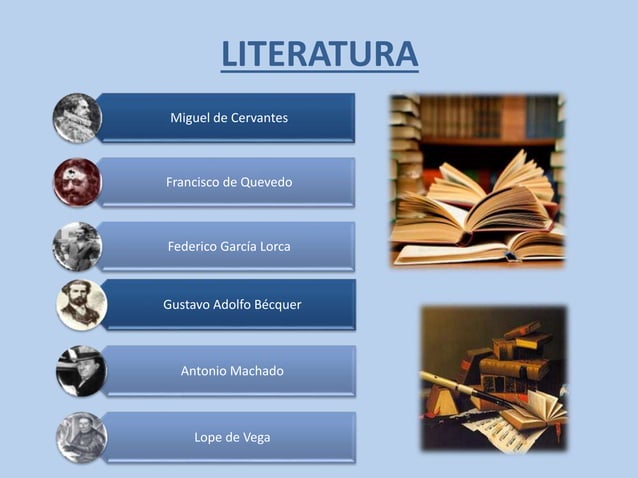 LITERATURA
Miguel de Cervantes
Francisco de Quevedo
Federico García Lorca
Gustavo Adolfo Bécquer
Antonio Machado
Lope de Vega